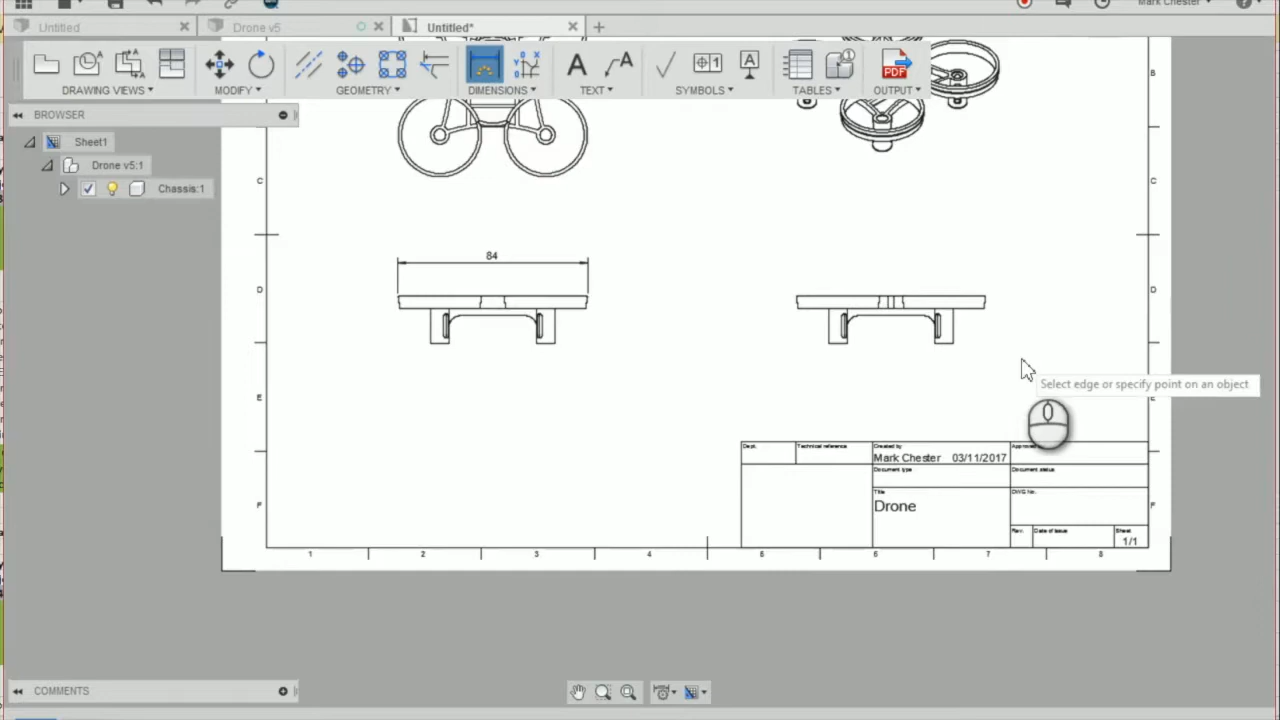 Mark Chester
Untitled
Drone v5
Untitled*
DRAWING VIEWS
MODIFY
GEOMETRY
DIMENSIONS
TEXT
SYMBOLS
TABLES
OUTPUT
PDF
BROWSER
Sheet1
Drone v5:1
Chassis:1
B
C
C
84
D
D
Select edge or specify point on an object
E
Dept.
Technical reference
Created by
Mark Chester 03/11/2017
Document type
Document status
Title
Drone
DWG No.
Rev.
Date of issue
Sheet
1/1
F
F
1
2
3
4
5
6
7
8
COMMENTS